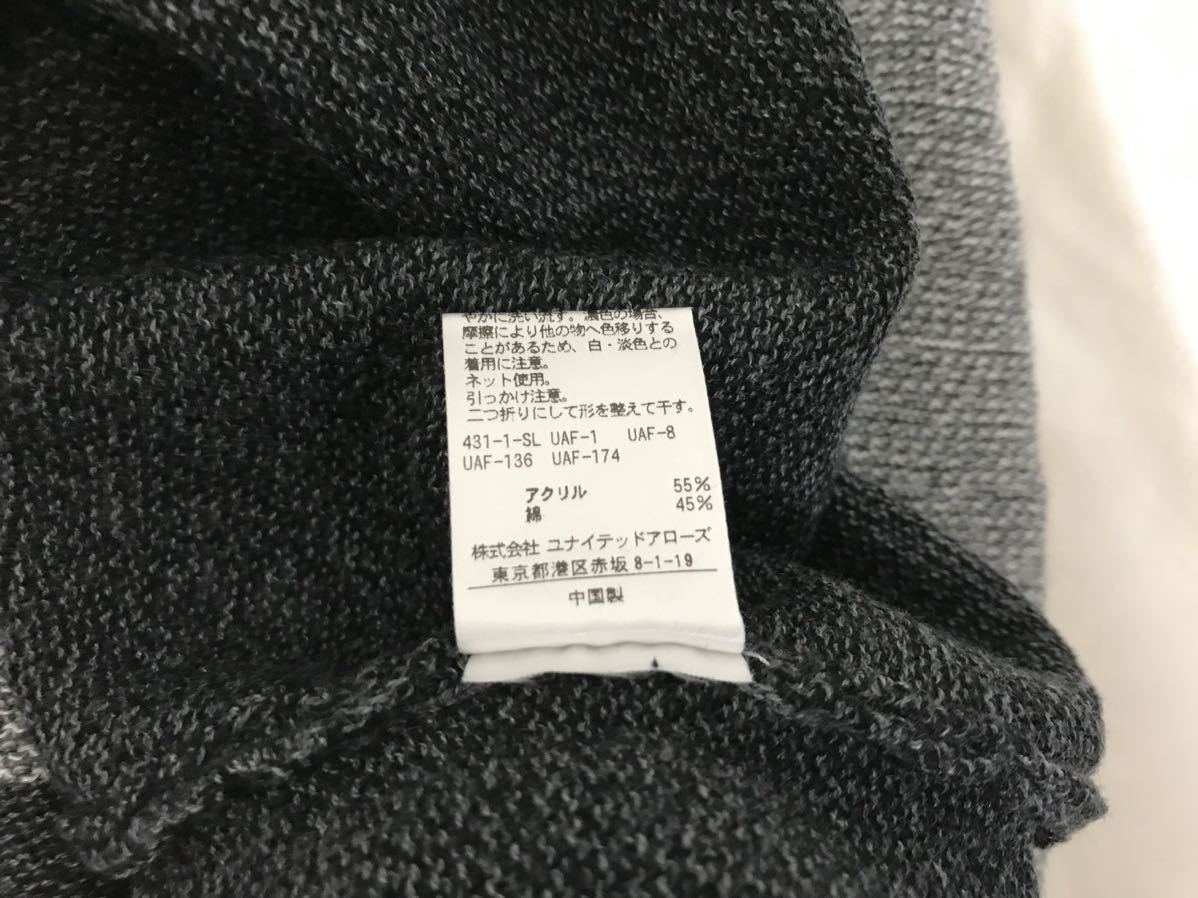 やかに洗い流す。濃色の場合、
摩擦により他の物へ色移りする
ことがあるため、白・淡色との
着用に注意。
ネット使用。
引っかけ注意。
二つ折りにして形を整えて干す。
431-1-SL UAF-1 UAF-8
UAF-136 UAF-174
アクリル 55%
綿 45%
株式会社 ユナイテッドアローズ
東京都港区赤坂 8-1-19
中国製